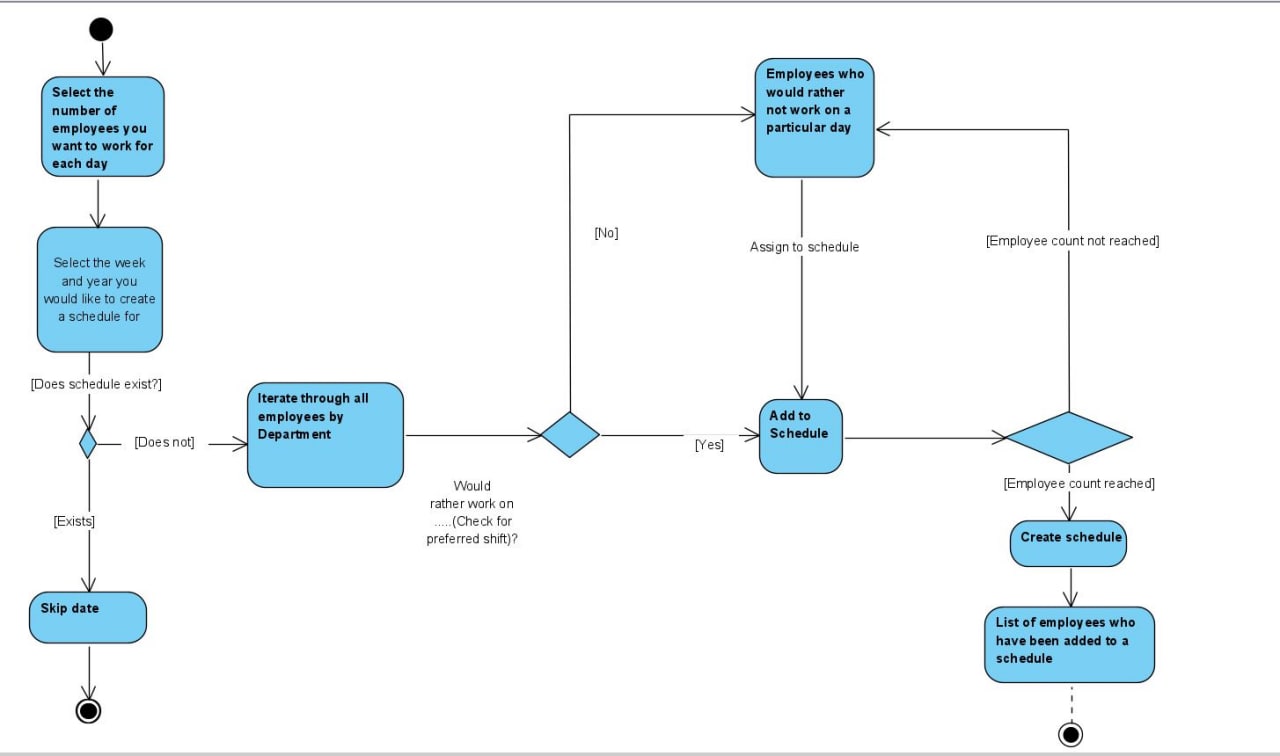 Select the
number of
employees you
want to work for
each day
Select the week
and year you
would like to create
a schedule for
[Does schedule exist?]
[Does not]
[Exists]
Skip date
Iterate through all
employees by
Department
Would
rather work on
.....(Check for
preferred shift)?
[No]
[Yes]
Employees who
would rather
not work on a
particular day
Assign to schedule
Add to
Schedule
[Employee count not reached]
[Employee count reached]
Create schedule
List of employees who
have been added to a
schedule